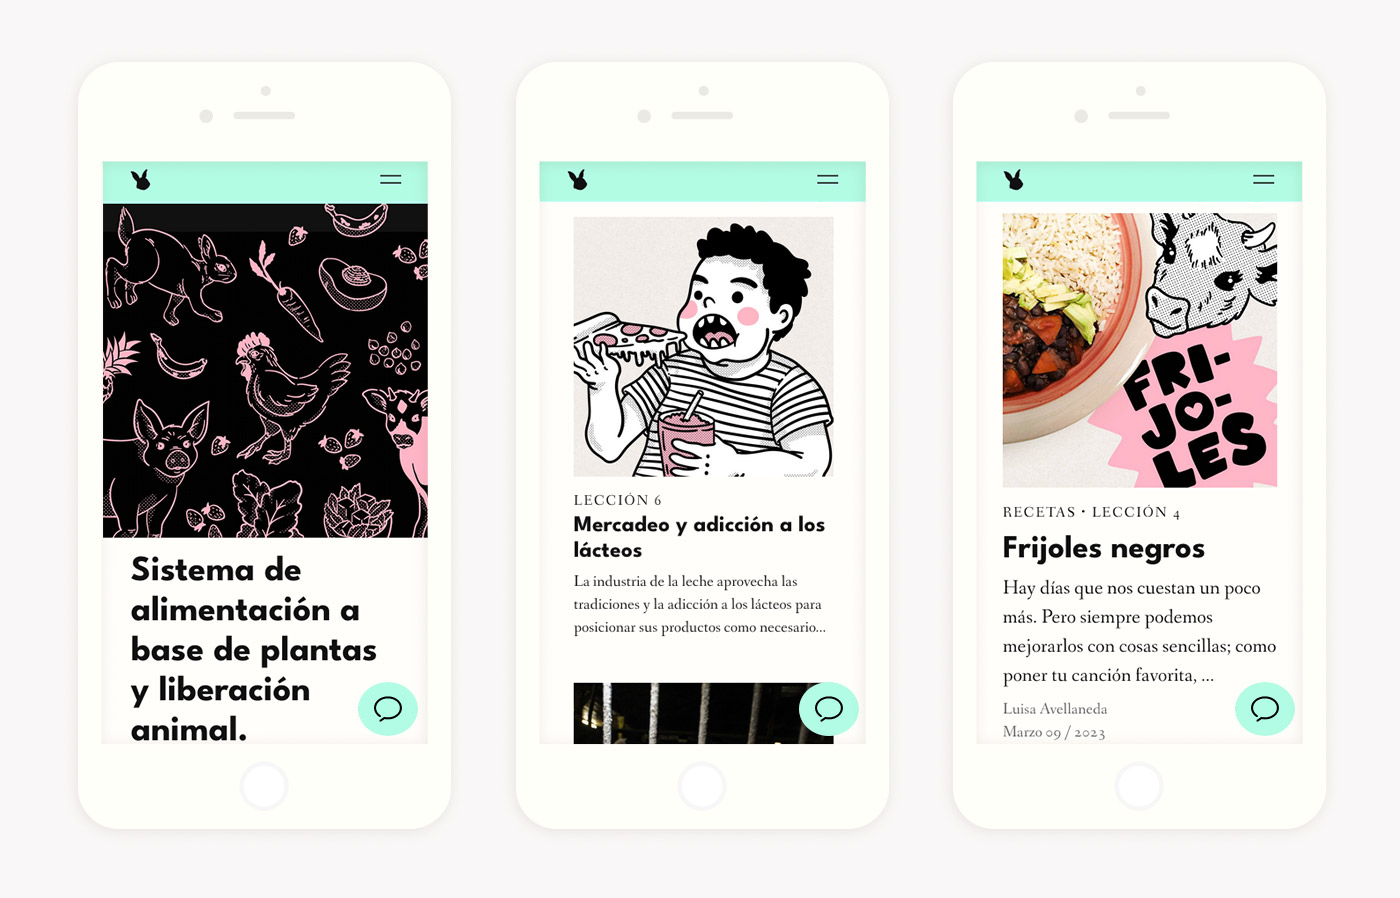 Sistema de
alimentación a
base de plantas
y liberación
animal.
LECCIÓN 6
Mercadeo y adicción a los
lácteos
La industria de la leche aprovecha las
tradiciones y la adicción a los lácteos para
posicionar sus productos como necesario...
FRI-
JO-
LES
RECETAS • LECCIÓN 4
Frijoles negros
Hay días que nos cuestan un poco
más. Pero siempre podemos
mejorarlos con cosas sencillas; como
poner tu canción favorita, ...
Luisa Avellaneda
Marzo 09 / 2023